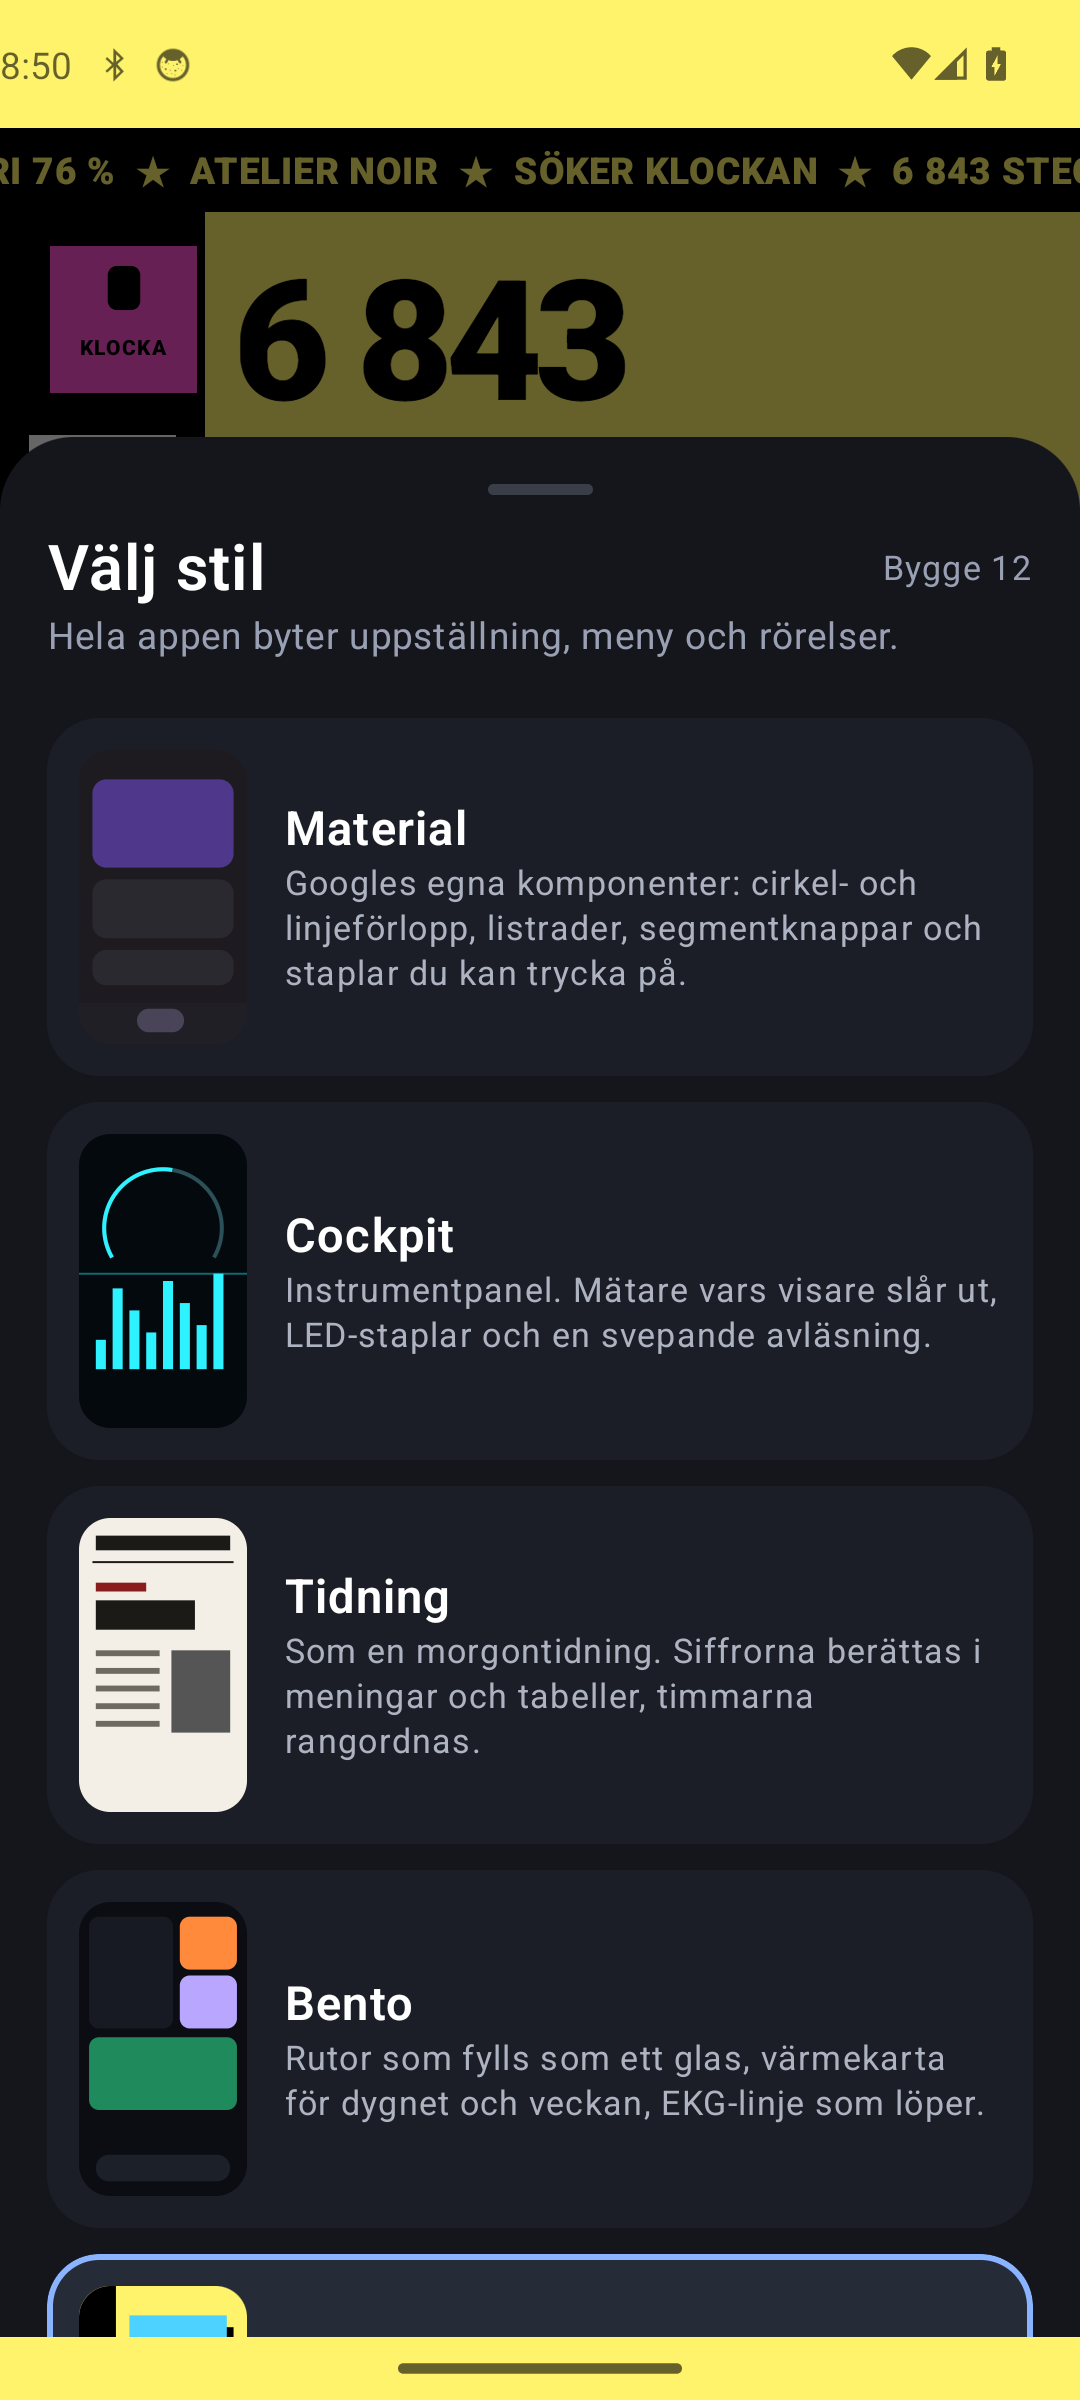 8:50
RI 76 % ★ ATELIER NOIR ★ SÖKER KLOCKAN ★ 6 843 STEG
KLOCKA
6 843
Välj stil
Bygge 12
Hela appen byter uppställning, meny och rörelser.
Material
Googles egna komponenter: cirkel- och
linjeförlopp, listrader, segmentknappar och
staplar du kan trycka på.
Cockpit
Instrumentpanel. Mätare vars visare slår ut,
LED-staplar och en svepande avläsning.
Tidning
Som en morgontidning. Siffrorna berättas i
meningar och tabeller, timmarna
rangordnas.
Bento
Rutor som fylls som ett glas, värmekarta
för dygnet och veckan, EKG-linje som löper.